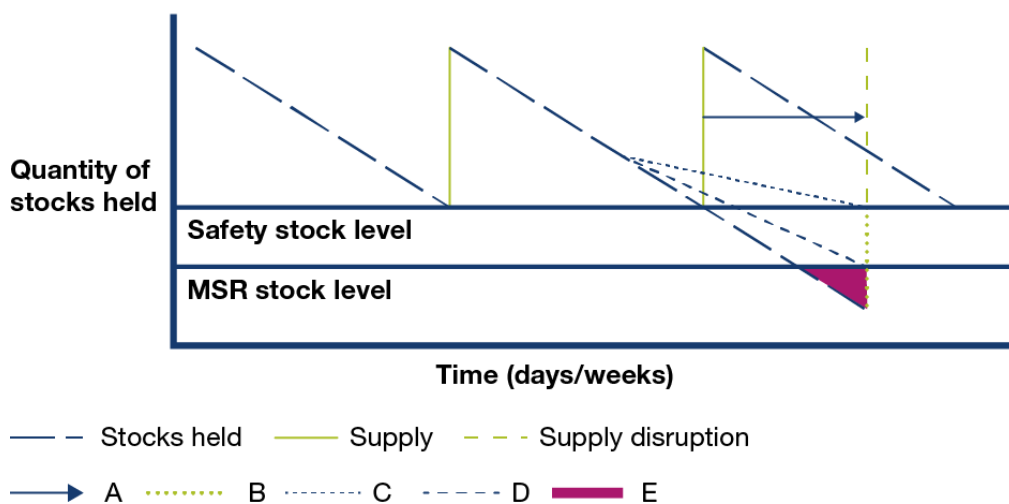 Quantity of
stocks held
Safety stock level
MSR stock level
Time (days/weeks)
Stocks held Supply Supply disruption
A B C D E